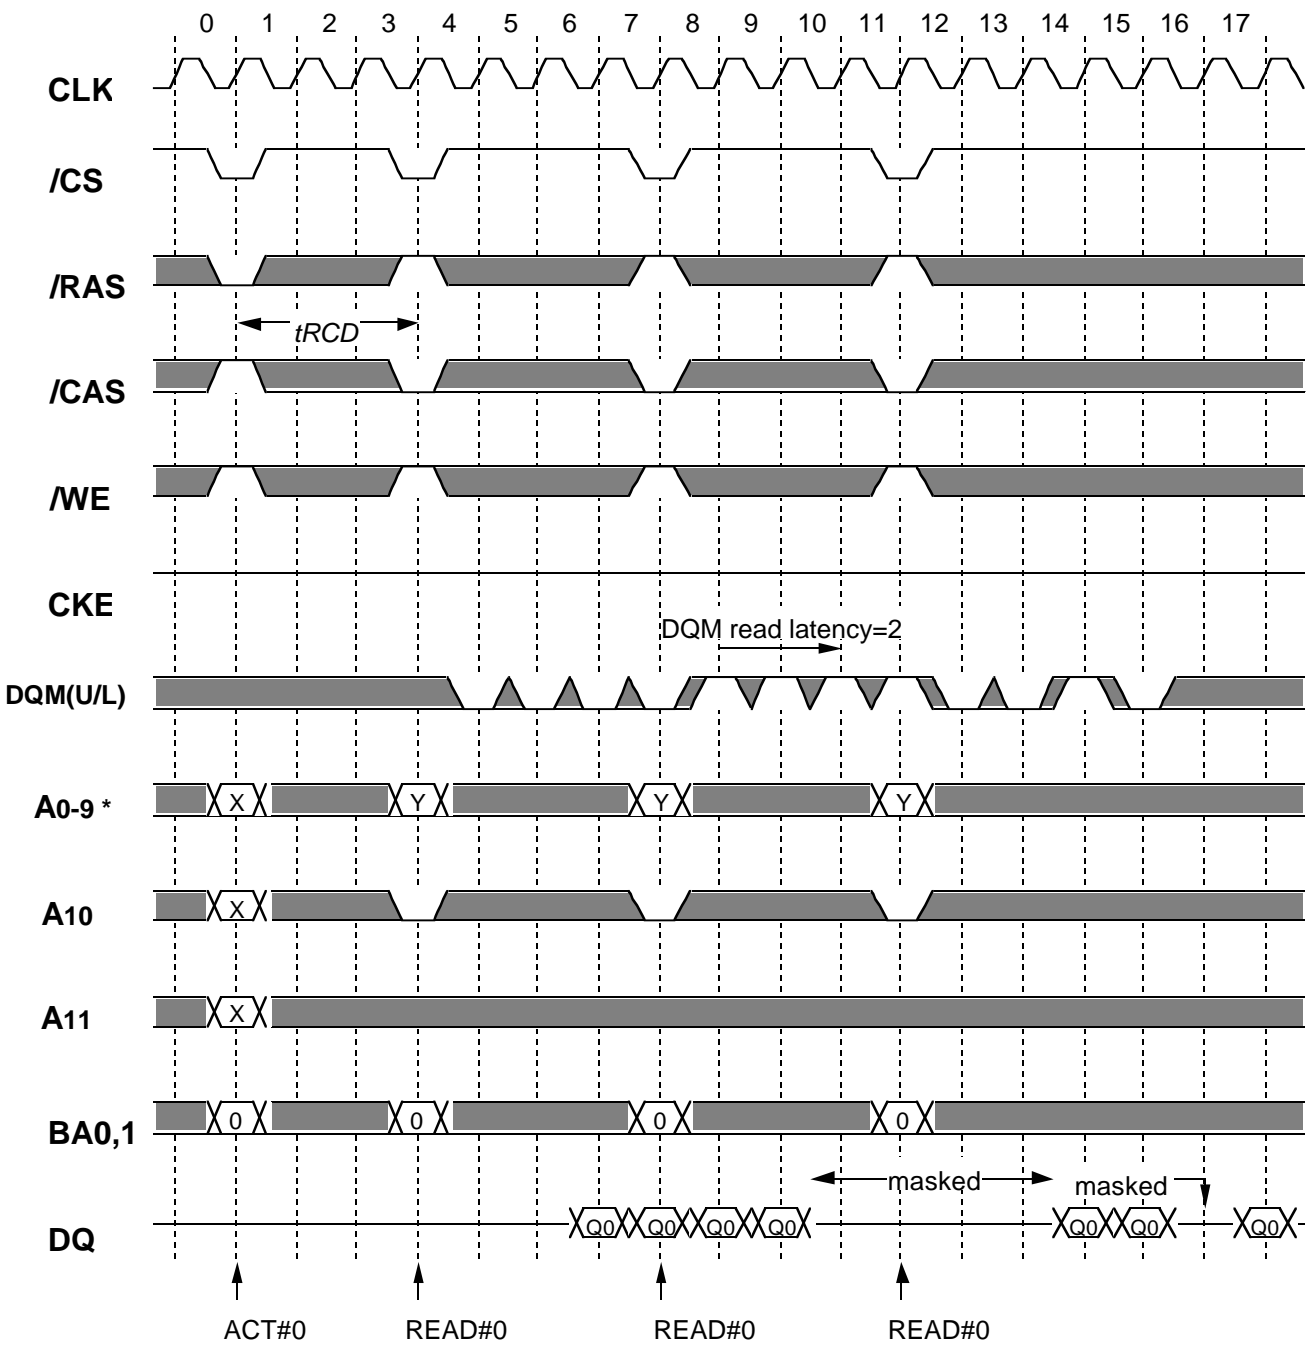 0 1 2 3 4 5 6 7 8 9 10 11 12 13 14 15 16 17
CLK
/CS
/RAS
tRCD
/CAS
/WE
CKE
DQM read latency=2
DQM(U/L)
A0-9 * X Y Y Y
A10 X
A11 X
BA0,1 0 0 0 0
masked masked
DQ Q0 Q0 Q0 Q0 Q0 Q0 Q0
ACT#0 READ#0 READ#0 READ#0